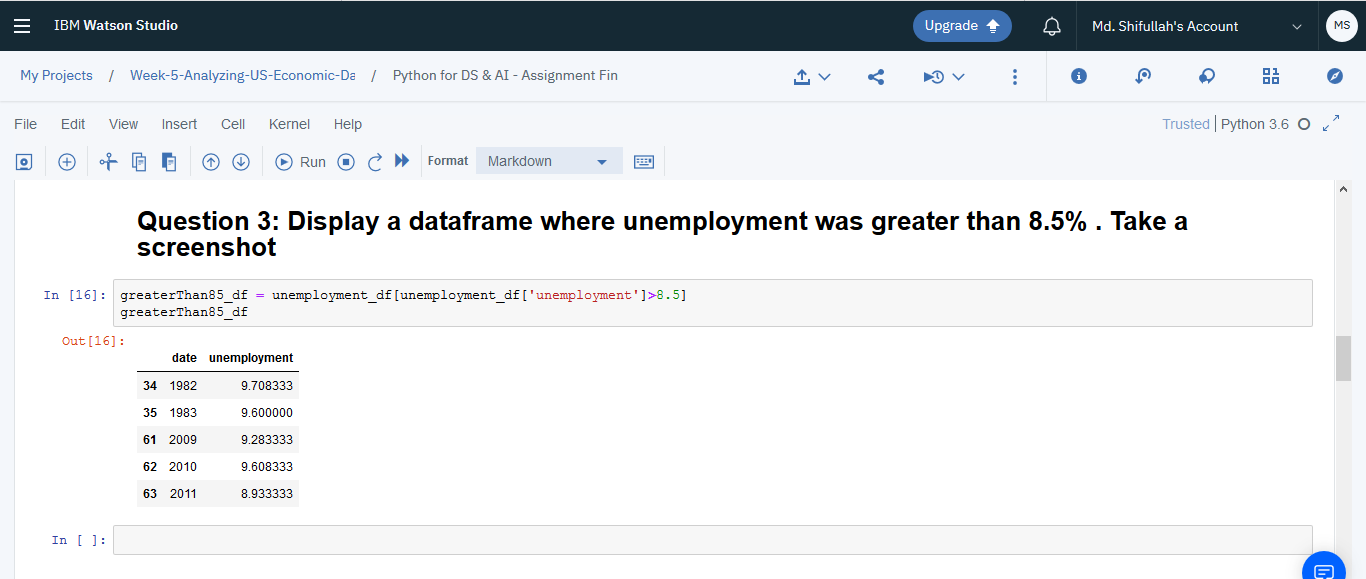 IBM Watson Studio
Upgrade
Md. Shifullah's Account
MS
My Projects / Week-5-Analyzing-US-Economic-Da / Python for DS & AI - Assignment Fin
File Edit View Insert Cell Kernel Help
Trusted | Python 3.6
Run
Format
Markdown
Question 3: Display a dataframe where unemployment was greater than 8.5% . Take a
screenshot
In [16]: greaterThan85_df = unemployment_df[unemployment_df['unemployment']>8.5]
greaterThan85_df
Out[16]:
date unemployment
34 1982 9.708333
35 1983 9.600000
61 2009 9.283333
62 2010 9.608333
63 2011 8.933333
In [ ]: